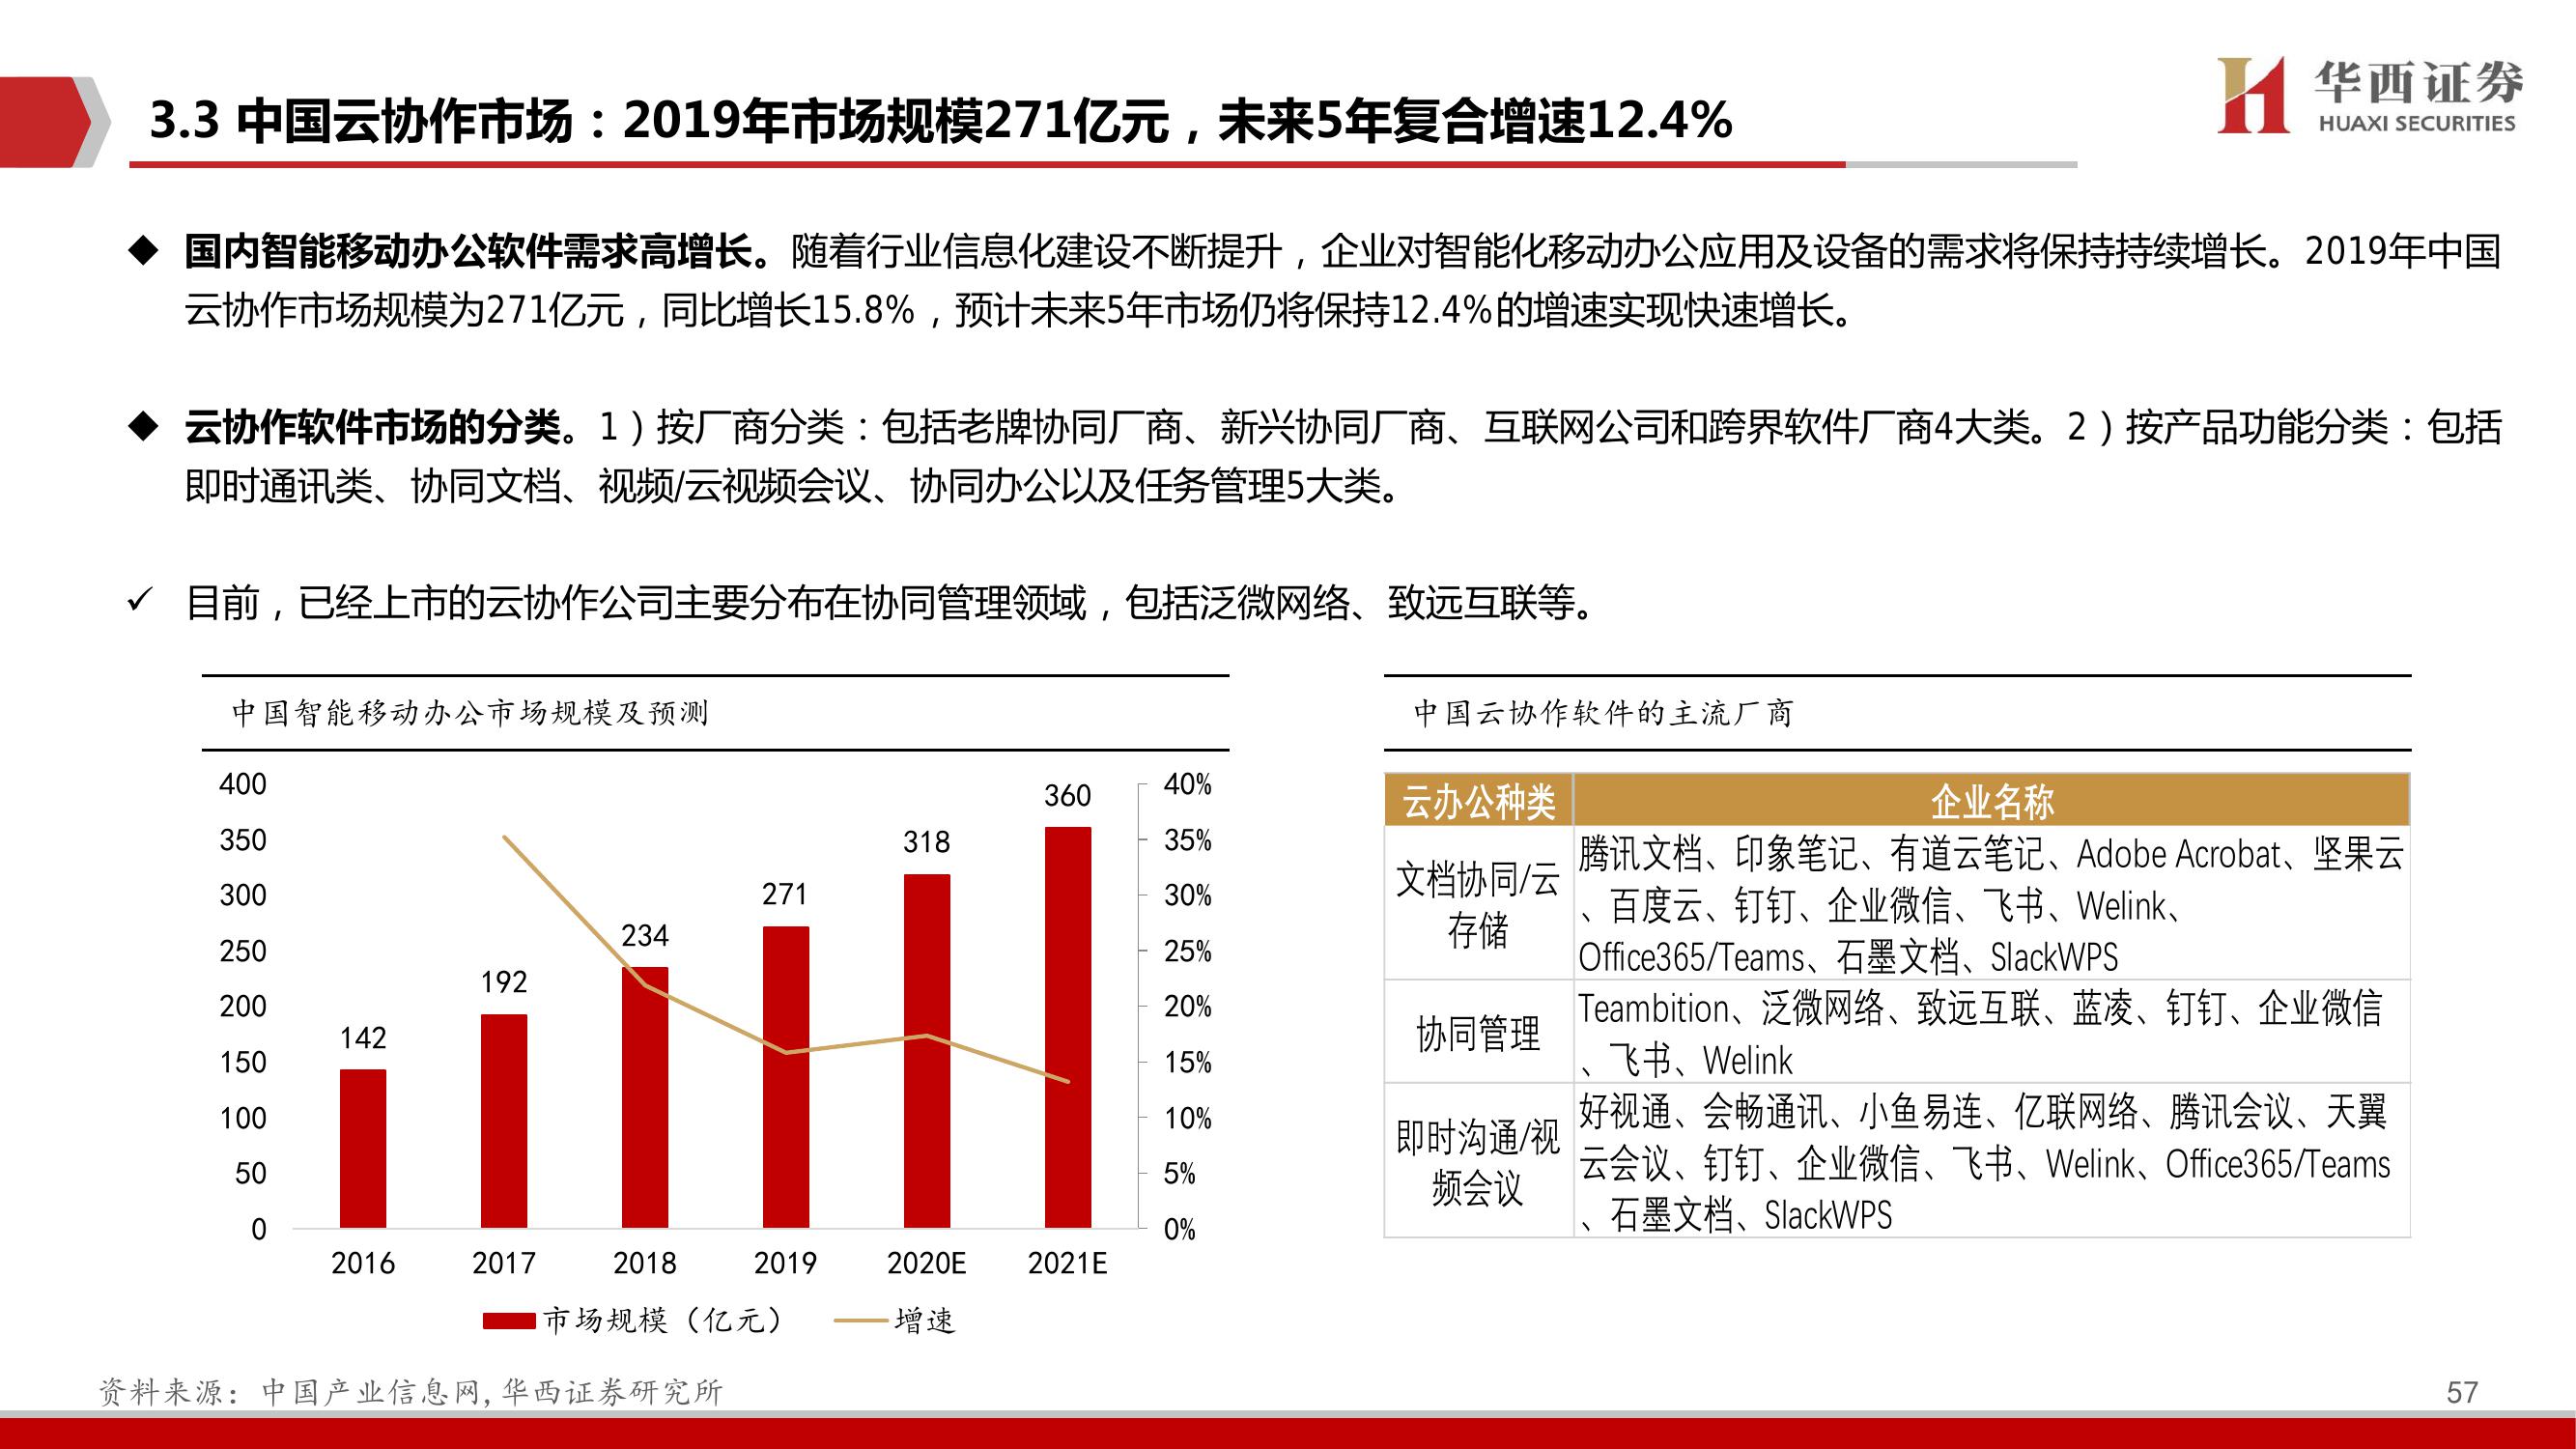 3.3 中国云协作市场：2019年市场规模271亿元，未来5年复合增速12.4%
华西证券
HUAXI SECURITIES
◆ 国内智能移动办公软件需求高增长。随着行业信息化建设不断提升，企业对智能化移动办公应用及设备的需求将保持持续增长。2019年中国
云协作市场规模为271亿元，同比增长15.8%，预计未来5年市场仍将保持12.4%的增速实现快速增长。
◆ 云协作软件市场的分类。1）按厂商分类：包括老牌协同厂商、新兴协同厂商、互联网公司和跨界软件厂商4大类。2）按产品功能分类：包括
即时通讯类、协同文档、视频/云视频会议、协同办公以及任务管理5大类。
✓ 目前，已经上市的云协作公司主要分布在协同管理领域，包括泛微网络、致远互联等。
中国智能移动办公市场规模及预测
400
350
300
250
200
150
100
50
0
142
192
234
271
318
360
40%
35%
30%
25%
20%
15%
10%
5%
0%
2016 2017 2018 2019 2020E 2021E
市场规模（亿元） 增速
中国云协作软件的主流厂商
云办公种类 企业名称
文档协同/云
存储
腾讯文档、印象笔记、有道云笔记、Adobe Acrobat、坚果云
、百度云、钉钉、企业微信、飞书、Welink、
Office365/Teams、石墨文档、SlackWPS
协同管理
Teambition、泛微网络、致远互联、蓝凌、钉钉、企业微信
、飞书、Welink
即时沟通/视
频会议
好视通、会畅通讯、小鱼易连、亿联网络、腾讯会议、天翼
云会议、钉钉、企业微信、飞书、Welink、Office365/Teams
、石墨文档、SlackWPS
资料来源：中国产业信息网,华西证券研究所
57